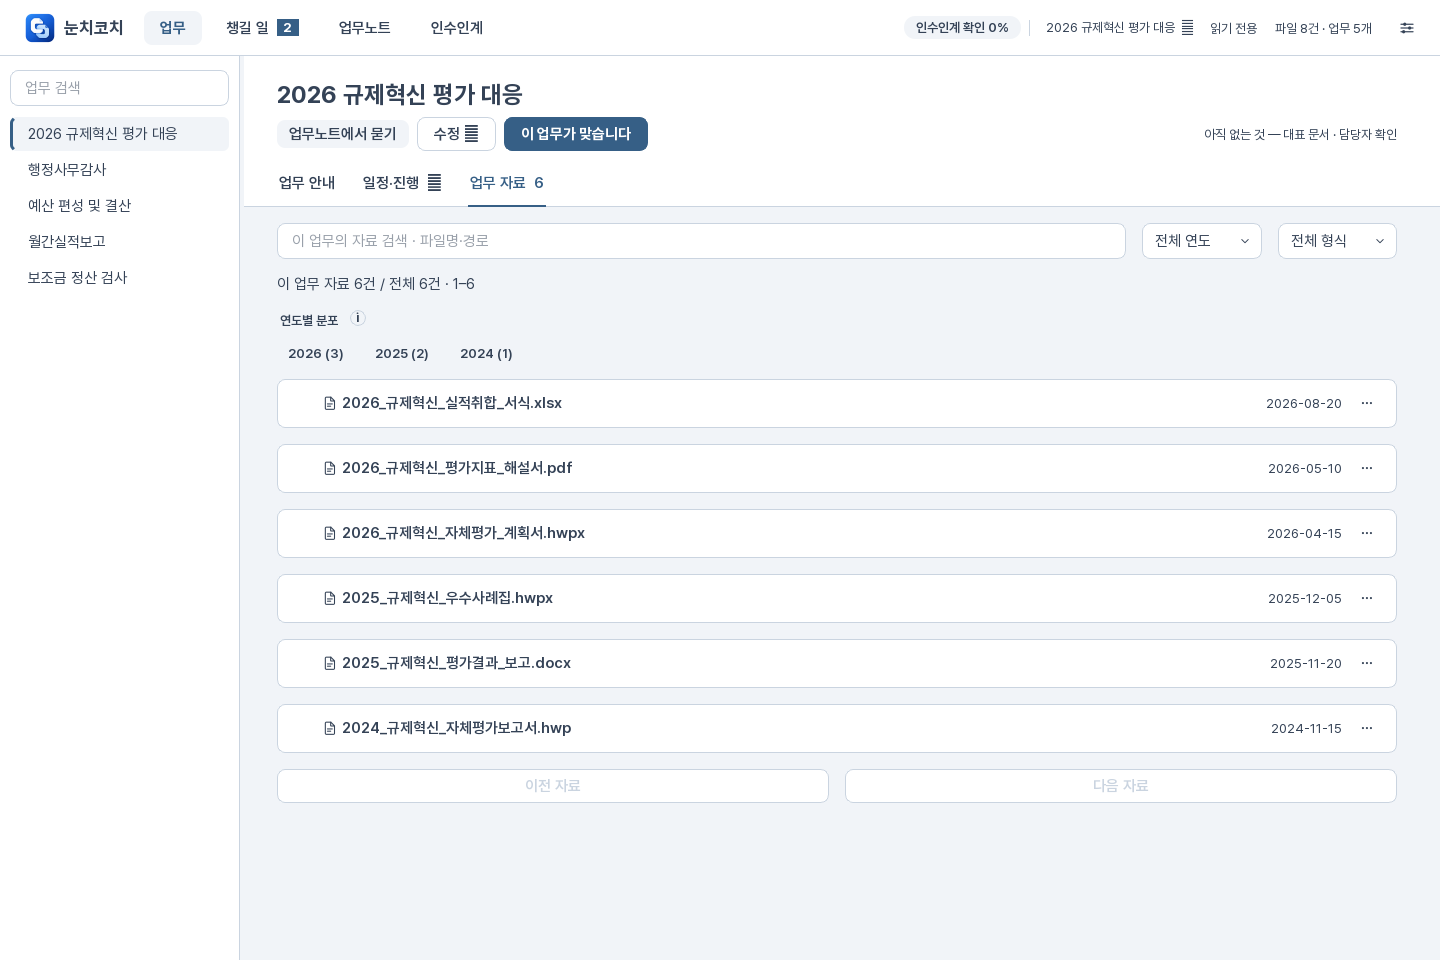 눈치코치
업무
챙길 일 2
업무노트
인수인계
인수인계 확인 0%
2026 규제혁신 평가 대응
읽기 전용
파일 8건 · 업무 5개
업무 검색
2026 규제혁신 평가 대응
행정사무감사
예산 편성 및 결산
월간실적보고
보조금 정산 검사
2026 규제혁신 평가 대응
업무노트에서 묻기
수정
이 업무가 맞습니다
아직 없는 것 — 대표 문서 · 담당자 확인
업무 안내
일정·진행
업무 자료 6
이 업무의 자료 검색 · 파일명·경로
전체 연도
전체 형식
이 업무 자료 6건 / 전체 6건 · 1–6
연도별 분포 i
2026 (3)
2025 (2)
2024 (1)
2026_규제혁신_실적취합_서식.xlsx 2026-08-20 ···
2026_규제혁신_평가지표_해설서.pdf 2026-05-10 ···
2026_규제혁신_자체평가_계획서.hwpx 2026-04-15 ···
2025_규제혁신_우수사례집.hwpx 2025-12-05 ···
2025_규제혁신_평가결과_보고.docx 2025-11-20 ···
2024_규제혁신_자체평가보고서.hwp 2024-11-15 ···
이전 자료
다음 자료